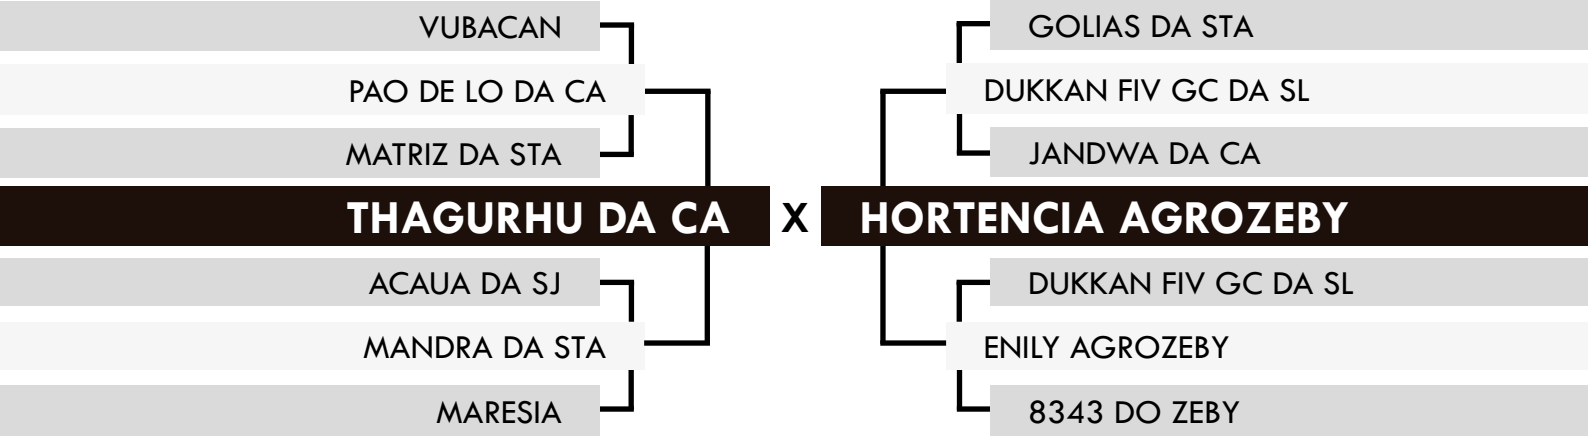 VUBACAN
PAO DE LO DA CA
MATRIZ DA STA
THAGURHU DA CA
ACAUA DA SJ
MANDRA DA STA
MARESIA
X
GOLIAS DA STA
DUKKAN FIV GC DA SL
JANDWA DA CA
HORTENCIA AGROZEBY
DUKKAN FIV GC DA SL
ENILY AGROZEBY
8343 DO ZEBY